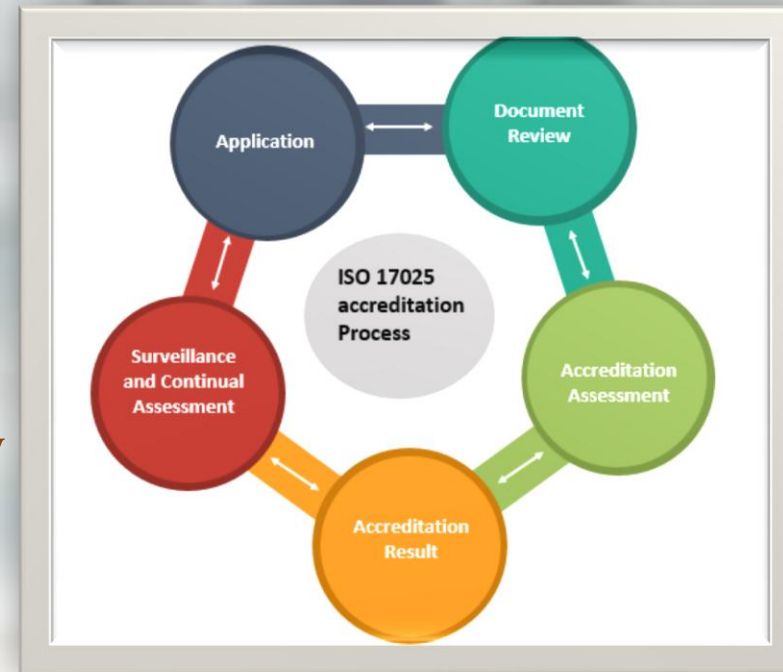 Application
Document
Review
ISO 17025
accreditation
Process
Surveillance
and Continual
Assessment
Accreditation
Assessment
Accreditation
Result